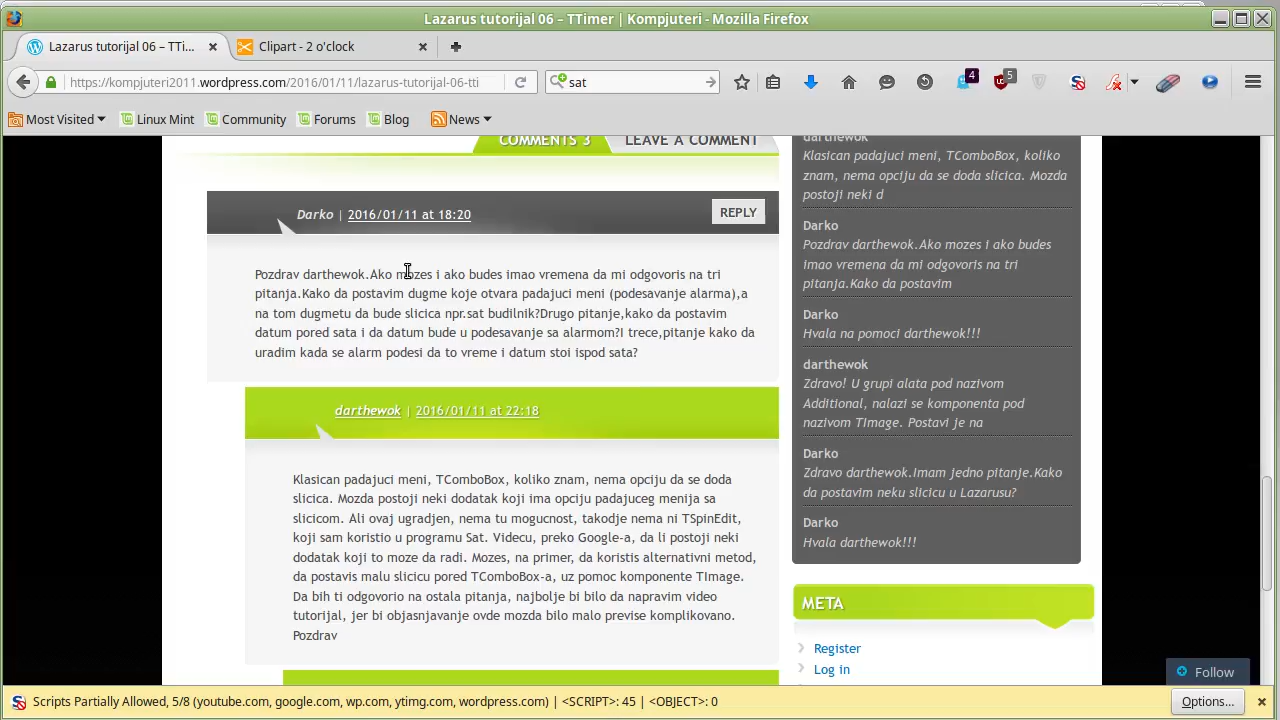 Lazarus tutorijal 06 – TTimer | Kompjuteri - Mozilla Firefox
Lazarus tutorijal 06 – TTi...
Clipart - 2 o'clock
https://kompjuteri2011.wordpress.com/2016/01/11/lazarus-tutorijal-06-tti
sat
4
5
Most Visited
Linux Mint
Community
Forums
Blog
News
COMMENTS 3
LEAVE A COMMENT
Darko | 2016/01/11 at 18:20
REPLY
Pozdrav darthewok.Ako mozes i ako budes imao vremena da mi odgovoris na tri
pitanja.Kako da postavim dugme koje otvara padajuci meni (podesavanje alarma),a
na tom dugmetu da bude slicica npr.sat budilnik?Drugo pitanje,kako da postavim
datum pored sata i da datum bude u podesavanje sa alarmom?I trece,pitanje kako da
uradim kada se alarm podesi da to vreme i datum stoi ispod sata?
darthewok | 2016/01/11 at 22:18
Klasican padajuci meni, TComboBox, koliko znam, nema opciju da se doda
slicica. Mozda postoji neki dodatak koji ima opciju padajuceg menija sa
slicicom. Ali ovaj ugradjen, nema tu mogucnost, takodje nema ni TSpinEdit,
koji sam koristio u programu Sat. Videcu, preko Google-a, da li postoji neki
dodatak koji to moze da radi. Mozes, na primer, da koristis alternativni metod,
da postavis malu slicicu pored TComboBox-a, uz pomoc komponente TImage.
Da bih ti odgovorio na ostala pitanja, najbolje bi bilo da napravim video
tutorijal, jer bi objasnjavanje ovde mozda bilo malo previse komplikovano.
Pozdrav
darthewok
Klasican padajuci meni, TComboBox, koliko
znam, nema opciju da se doda slicica. Mozda
postoji neki d
Darko
Pozdrav darthewok.Ako mozes i ako budes
imao vremena da mi odgovoris na tri
pitanja.Kako da postavim
Darko
Hvala na pomoci darthewok!!!
darthewok
Zdravo! U grupi alata pod nazivom
Additional, nalazi se komponenta pod
nazivom TImage. Postavi je na
Darko
Zdravo darthewok.Imam jedno pitanje.Kako
da postavim neku slicicu u Lazarusu?
Darko
Hvala darthewok!!!
META
Register
Log in
Follow
Scripts Partially Allowed, 5/8 (youtube.com, google.com, wp.com, ytimg.com, wordpress.com) | <SCRIPT>: 45 | <OBJECT>: 0
Options...